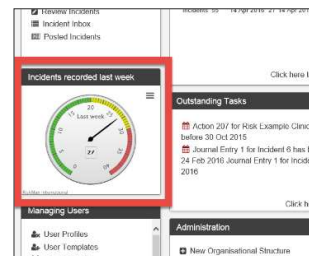 Review Incidents
Incident Inbox
Posted Incidents
Incidents 55 14 Apr 2016 27 14 Apr 201
Click here
Incidents recorded last week
20
Last week
27
Outstanding Tasks
Action 207 for Risk Example Clinic
before 30 Oct 2015
Journal Entry 1 for Incident 6 has
24 Feb 2016 Journal Entry 1 for Incide
2016
Click h
Managing Users
User Profiles
User Templates
Administration
New Organisational Structure